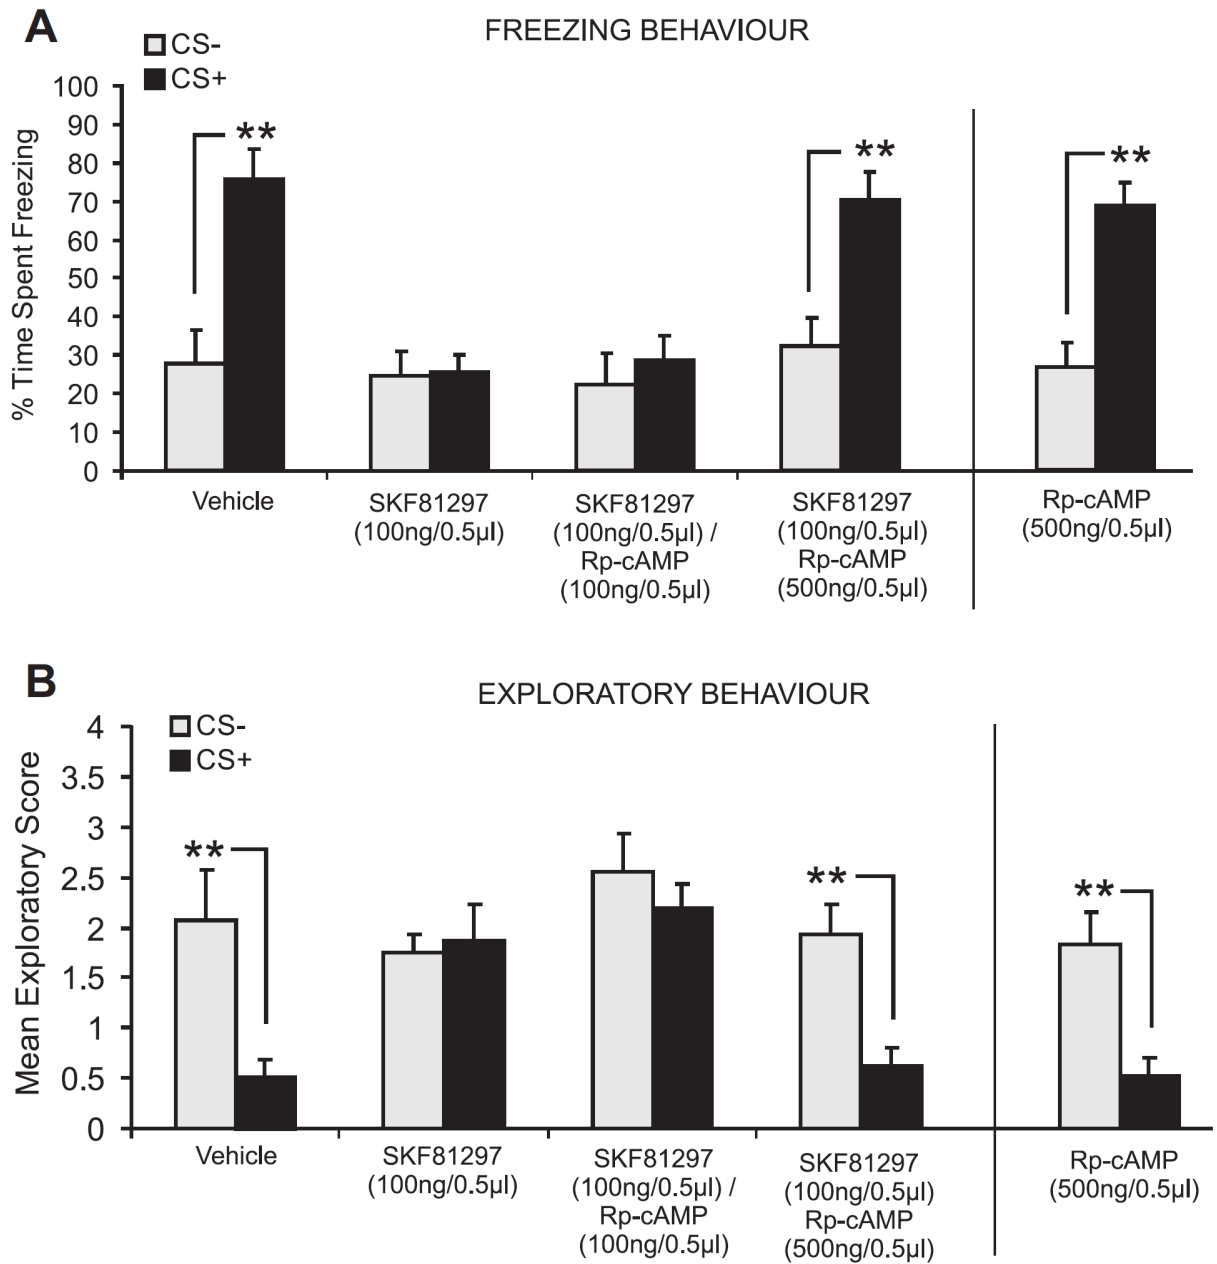 A
FREEZING BEHAVIOUR
CS-
CS+
% Time Spent Freezing
100
90
80
70
60
50
40
30
20
10
0
**
**
**
Vehicle
SKF81297
(100ng/0.5µl)
SKF81297
(100ng/0.5µl) /
Rp-cAMP
(100ng/0.5µl)
SKF81297
(100ng/0.5µl)
Rp-cAMP
(500ng/0.5µl)
Rp-cAMP
(500ng/0.5µl)
B
EXPLORATORY BEHAVIOUR
CS-
CS+
Mean Exploratory Score
4
3.5
3
2.5
2
1.5
1
0.5
0
**
**
**
Vehicle
SKF81297
(100ng/0.5µl)
SKF81297
(100ng/0.5µl) /
Rp-cAMP
(100ng/0.5µl)
SKF81297
(100ng/0.5µl)
Rp-cAMP
(500ng/0.5µl)
Rp-cAMP
(500ng/0.5µl)